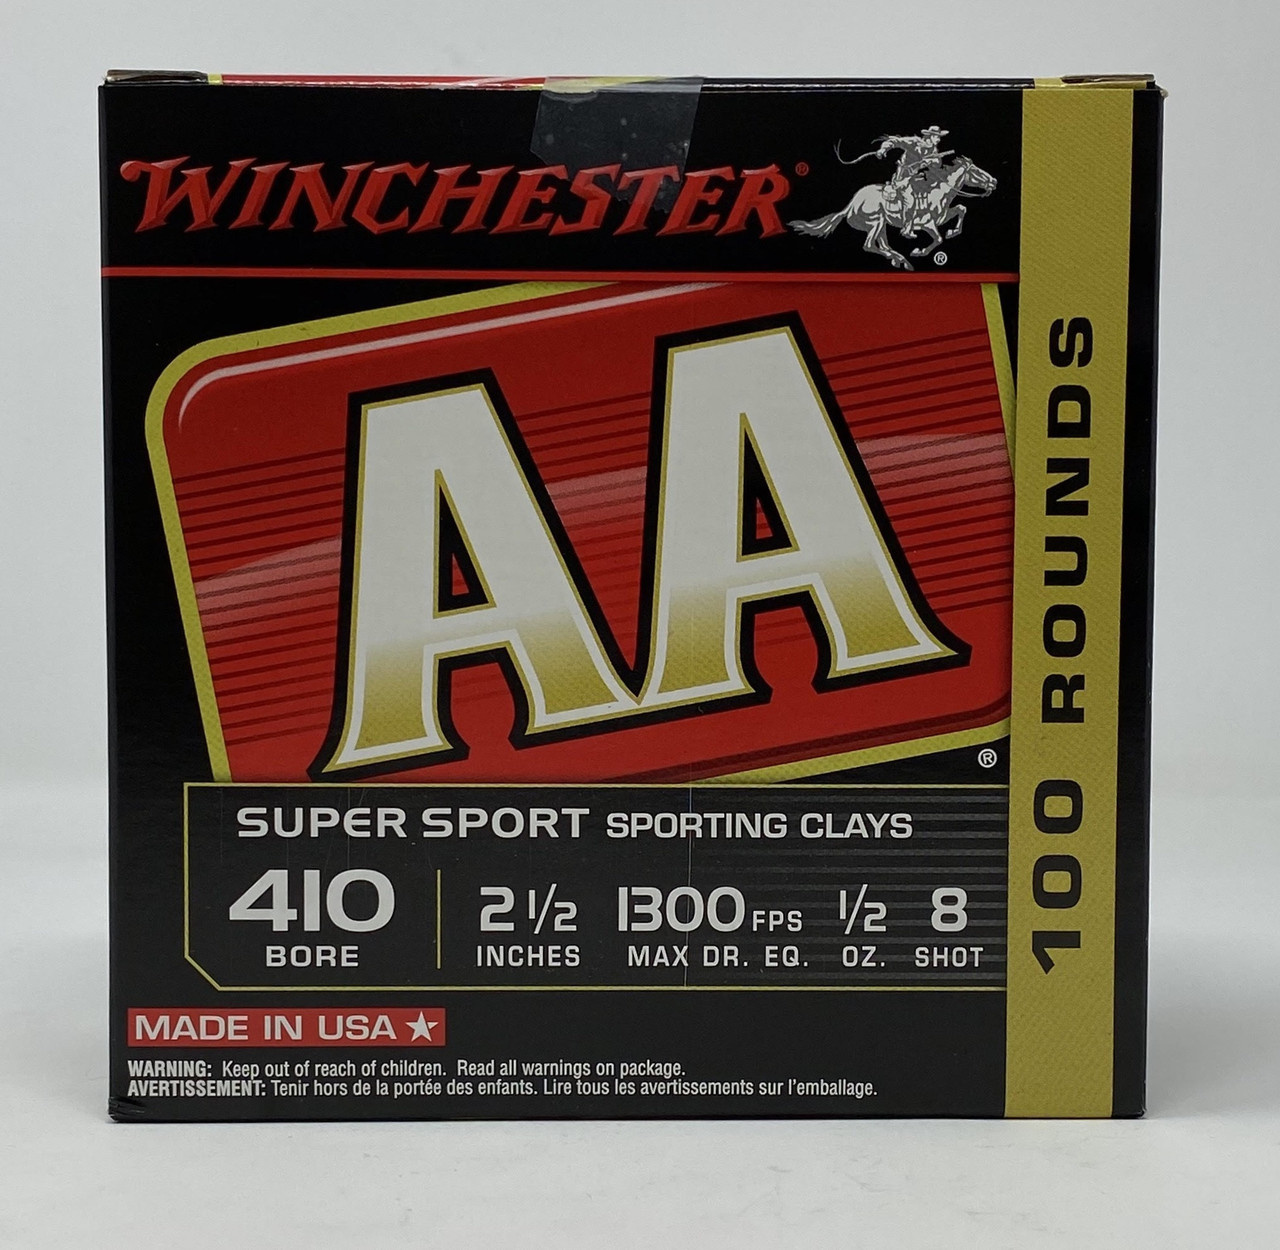 WINCHESTER®
®
AA
®
SUPER SPORT SPORTING CLAYS
410 2 1/2 1300 FPS 1/2 8
BORE INCHES MAX DR. EQ. OZ. SHOT
100 ROUNDS
MADE IN USA
WARNING: Keep out of reach of children. Read all warnings on package.
AVERTISSEMENT: Tenir hors de la portée des enfants. Lire tous les avertissements sur l'emballage.